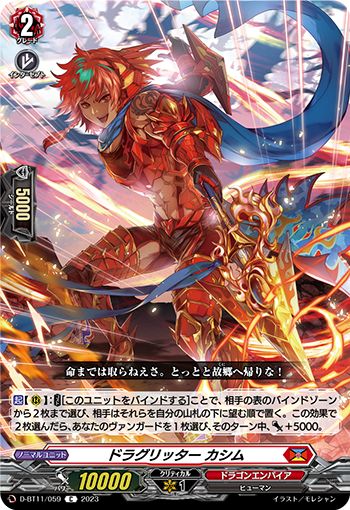 2
グレード
インターセプト
5000
シールド
命までは取らねえさ。とっとと故郷へ帰りな!
起【R】1:[このユニットをバインドする]ことで、相手の表のバインドゾーン
から2枚まで選び、相手はそれらを自分の山札の下に望む順で置く。この効果で
2枚選んだら、あなたのヴァンガードを1枚選び、そのターン中、+5000。
ノーマルユニット
ドラグリッター カシム
パワー
10000
クリティカル
1
ドラゴンエンパイア
ヒューマン
D-BT11/059 C 2023
イラスト/モレシャン